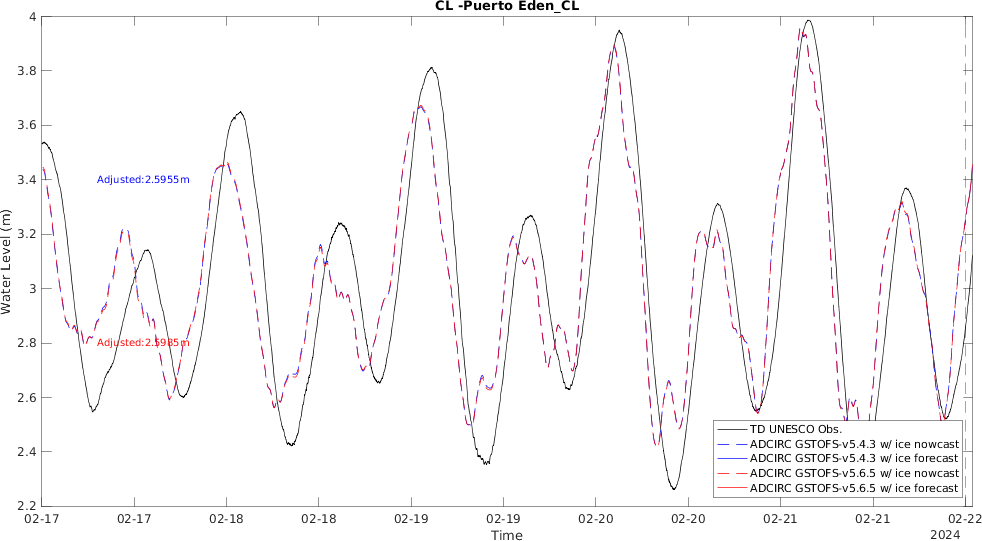 CL -Puerto Eden_CL
4
3.8
3.6
3.4
3.2
3
2.8
2.6
2.4
2.2
Water Level (m)
Adjusted:2.5955m
Adjusted:2.5985m
TD UNESCO Obs.
ADCIRC GSTOFS-v5.4.3 w/ ice nowcast
ADCIRC GSTOFS-v5.4.3 w/ ice forecast
ADCIRC GSTOFS-v5.6.5 w/ ice nowcast
ADCIRC GSTOFS-v5.6.5 w/ ice forecast
02-17 02-17 02-18 02-18 02-19 02-19 02-20 02-20 02-21 02-21 02-22
2024
Time